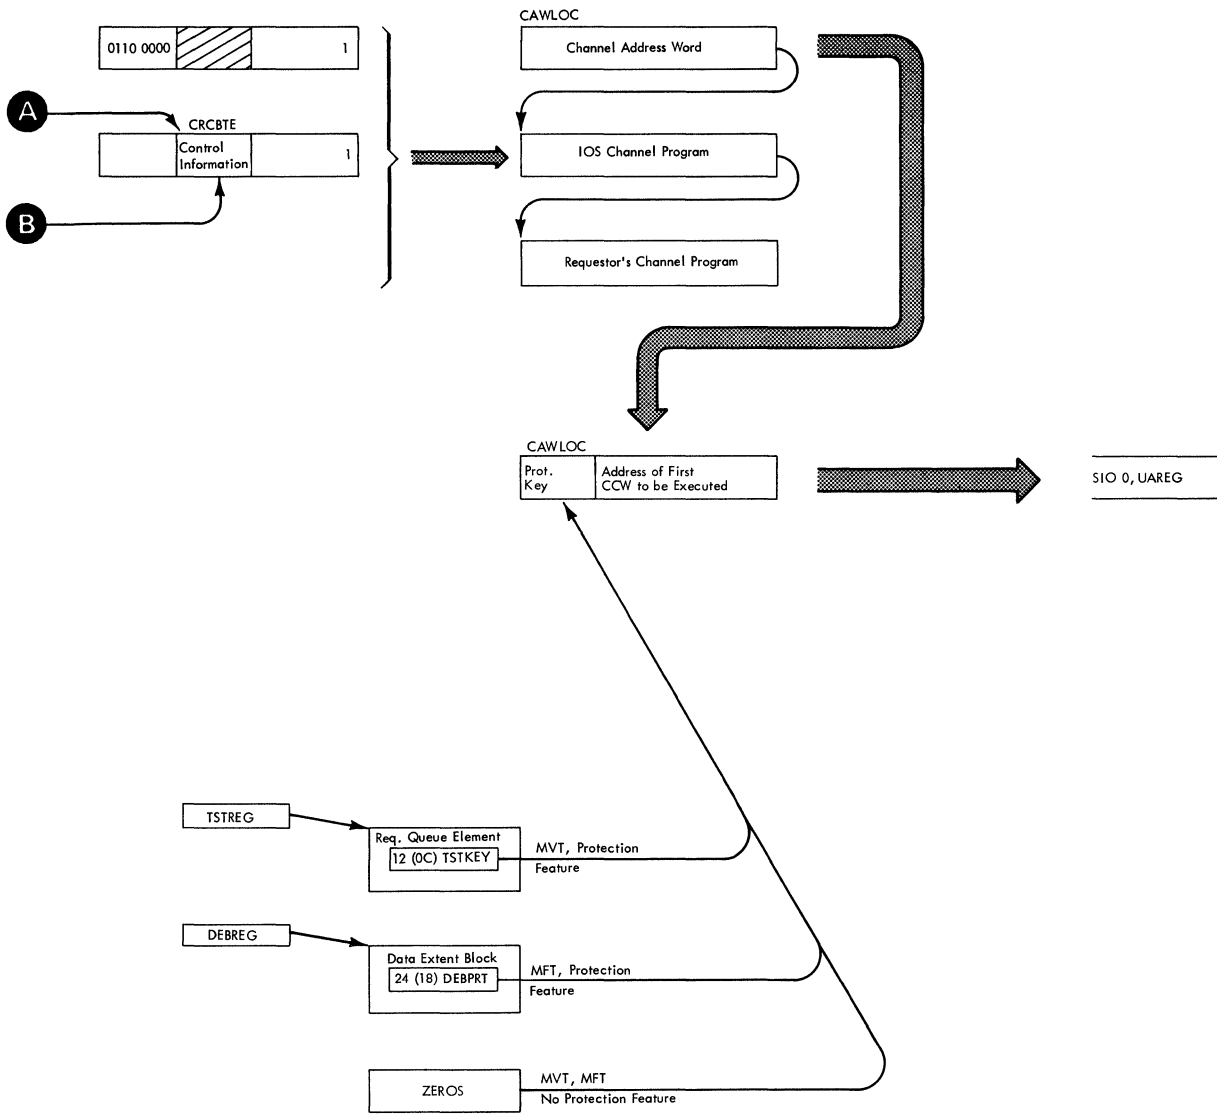 CAWLOC
0110 0000
1
Channel Address Word
A
CRCBTE
Control
Information
1
IOS Channel Program
B
Requestor's Channel Program
CAWLOC
Prot.
Key
Address of First
CCW to be Executed
SIO 0, UAREG
TSTREG
Req. Queue Element
12 (0C) TSTKEY
MVT, Protection
Feature
DEBREG
Data Extent Block
24 (18) DEBPRT
MFT, Protection
Feature
ZEROS
MVT, MFT
No Protection Feature